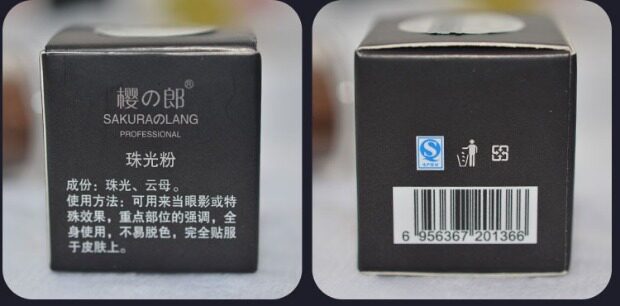 樱の郎®
SAKURAのLANG
PROFESSIONAL
珠光粉
成份：珠光、云母。
使用方法：可用来当眼影或特
殊效果，重点部位的强调，全
身使用，不易脱色，完全贴服
于皮肤上。
6 956367 201366